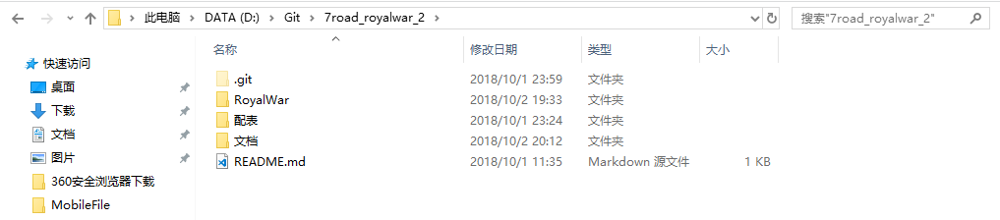 此电脑 › DATA (D:) › Git › 7road_royalwar_2 ›
搜索"7road_royalwar_2"
名称 修改日期 类型 大小
快速访问
桌面
下载
文档
图片
360安全浏览器下载
MobileFile
.git 2018/10/1 23:59 文件夹
RoyalWar 2018/10/2 19:33 文件夹
配表 2018/10/1 23:24 文件夹
文档 2018/10/2 20:12 文件夹
README.md 2018/10/1 11:35 Markdown 源文件 1 KB